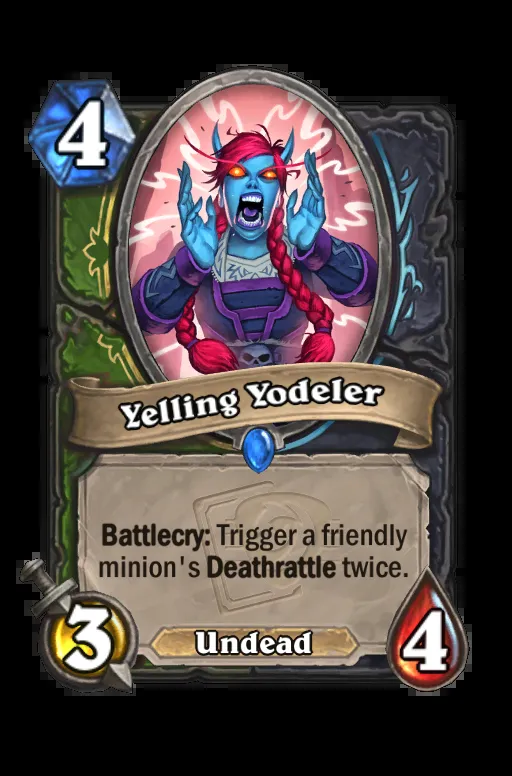 4
Yelling Yodeler
Battlecry: Trigger a friendly
minion's Deathrattle twice.
3
Undead
4